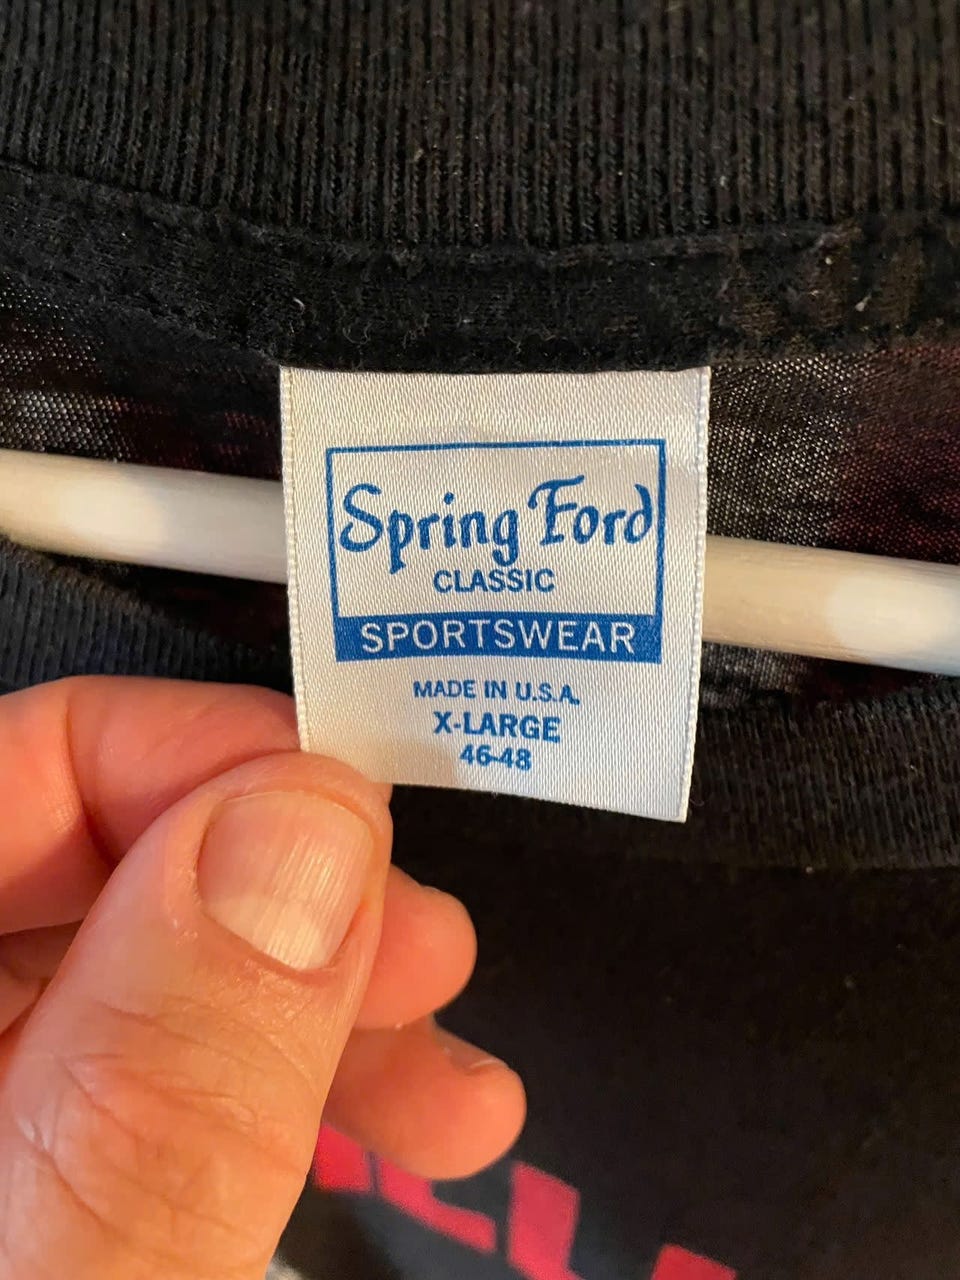 Spring Ford
CLASSIC
SPORTSWEAR
MADE IN U.S.A.
X-LARGE
46-48